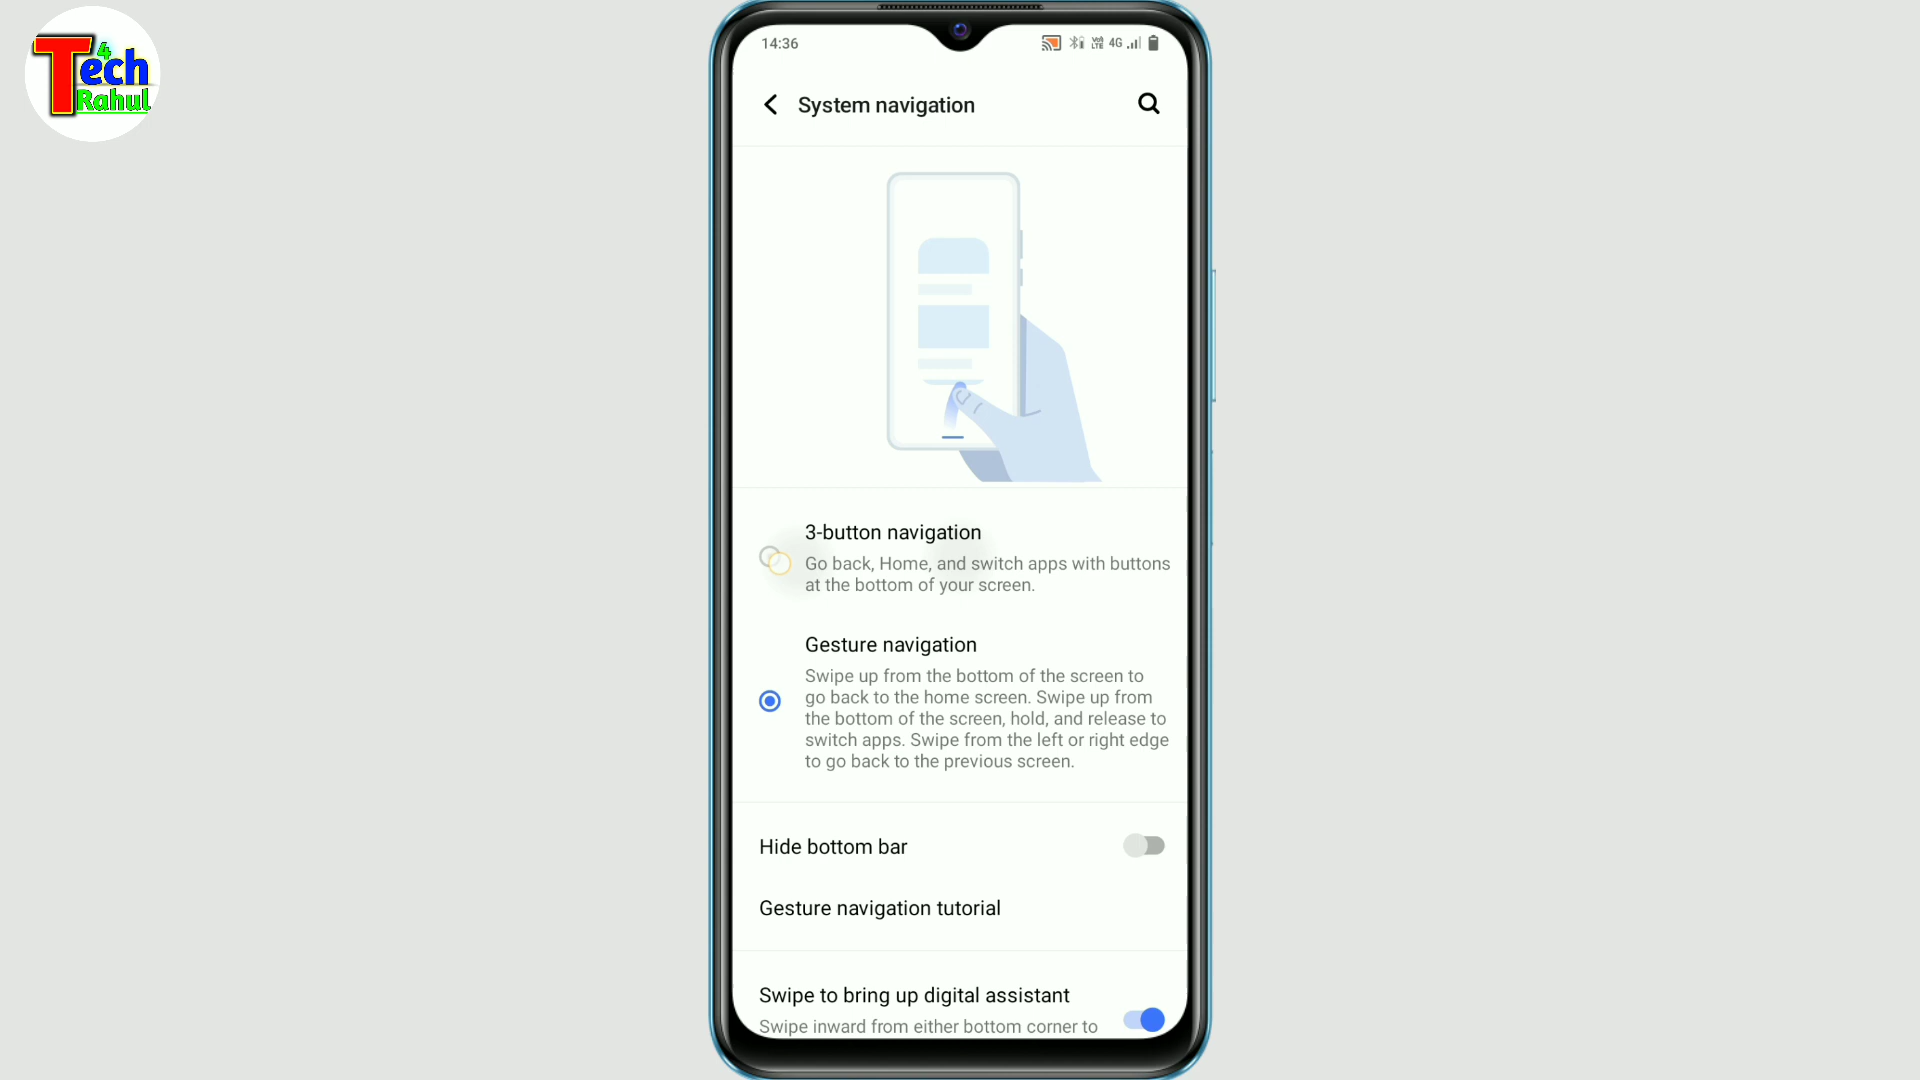 4
Tech
Rahul
14:36
Vo
LTE
4G
System navigation
3-button navigation
Go back, Home, and switch apps with buttons
at the bottom of your screen.
Gesture navigation
Swipe up from the bottom of the screen to
go back to the home screen. Swipe up from
the bottom of the screen, hold, and release to
switch apps. Swipe from the left or right edge
to go back to the previous screen.
Hide bottom bar
Gesture navigation tutorial
Swipe to bring up digital assistant
Swipe inward from either bottom corner to